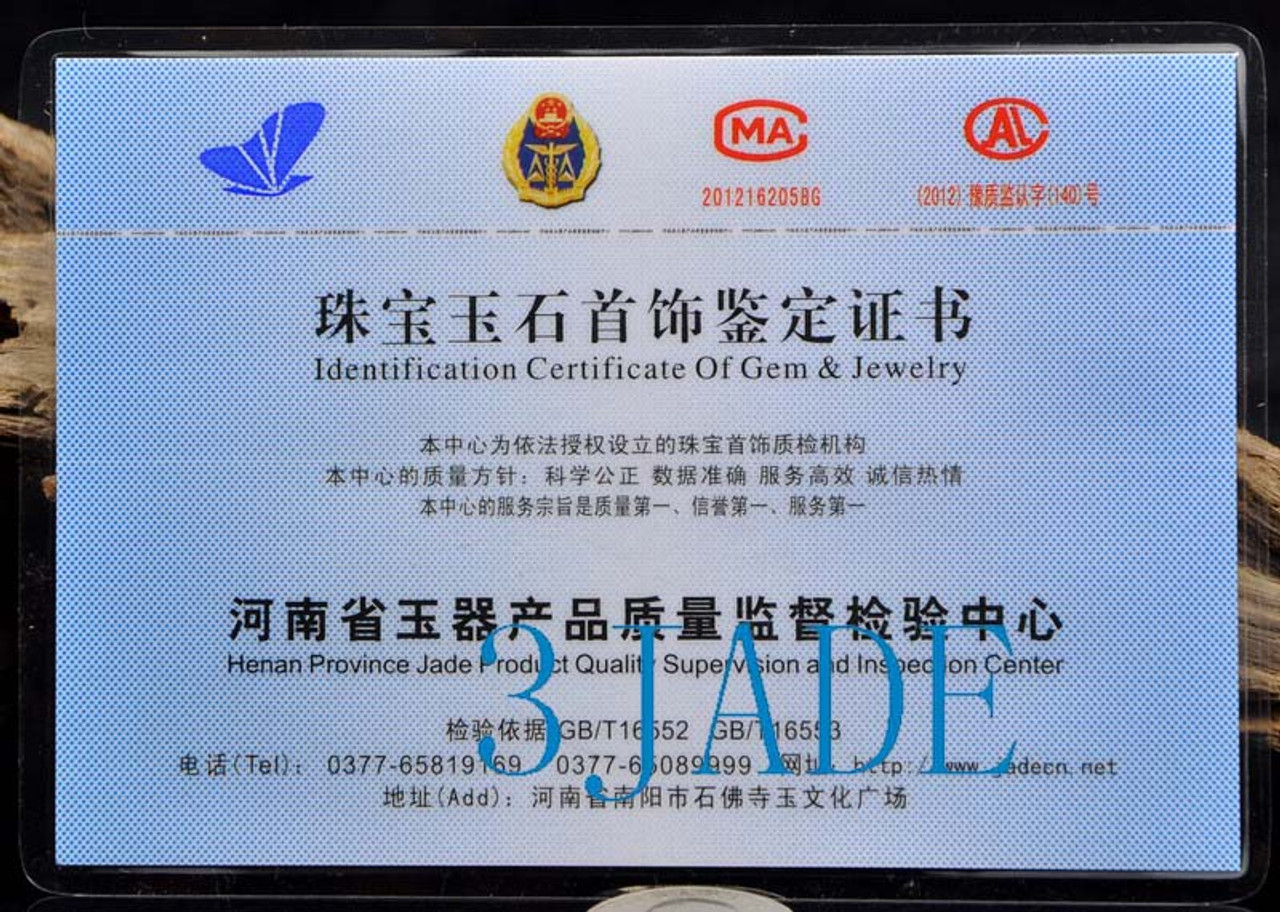 MA
AL
2012162058G
(2012) 豫质监认字(140)号
珠宝玉石首饰鉴定证书
Identification Certificate Of Gem & Jewelry
本中心为依法授权设立的珠宝首饰质检机构
本中心的质量方针：科学公正 数据准确 服务高效 诚信热情
本中心的服务宗旨是质量第一、信誉第一、服务第一
河南省玉器产品质量监督检验中心
Henan Province Jade Product Quality Supervision and Inspection Center
3 JADE
检验依据 GB/T16552 GB/T16553
电话(Tel)： 0377-65819169 0377-65089999 网址：http://www.jadecn.net
地址(Add)：河南省南阳市石佛寺玉文化广场